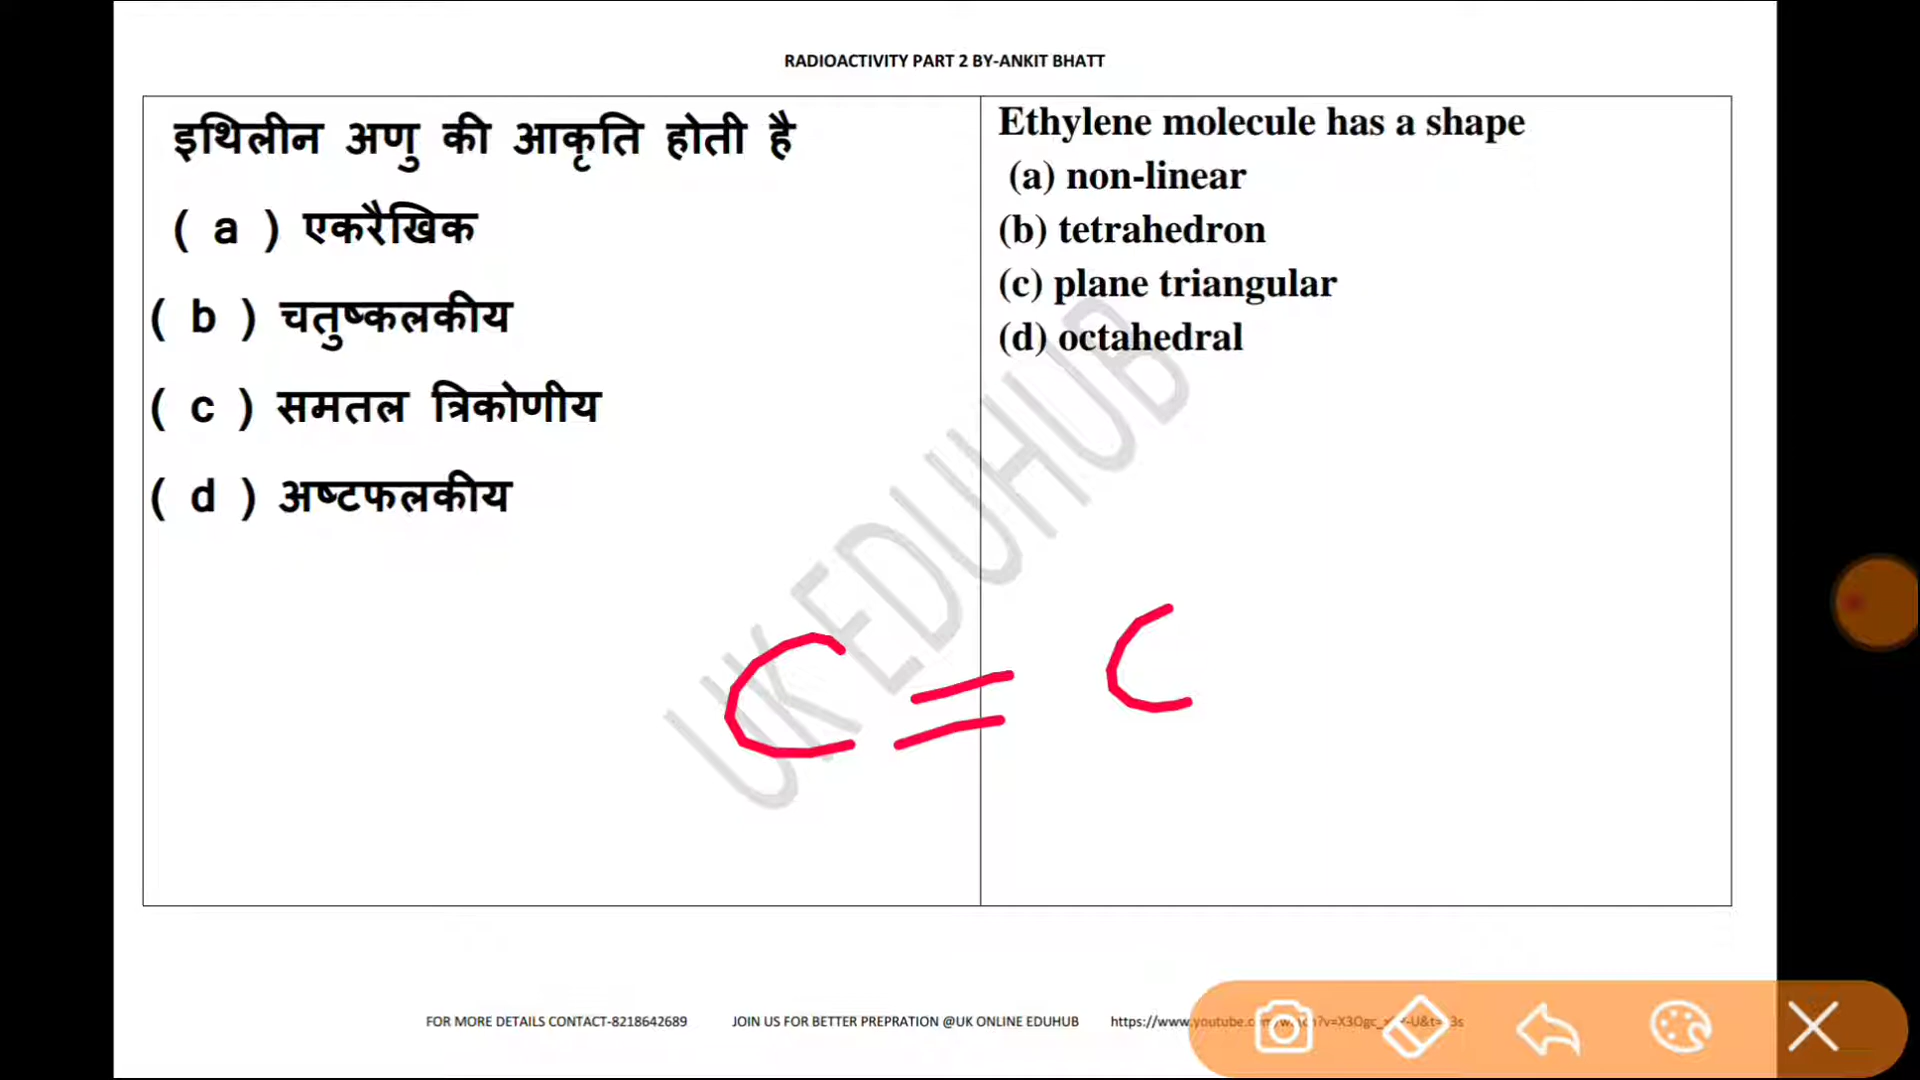 RADIOACTIVITY PART 2 BY-ANKIT BHATT
इथिलीन अणु की आकृति होती है
( a ) एकरैखिक
( b ) चतुष्कलकीय
( c ) समतल त्रिकोणीय
( d ) अष्टफलकीय
Ethylene molecule has a shape
(a) non-linear
(b) tetrahedron
(c) plane triangular
(d) octahedral
UK EDUHUB
C = C
FOR MORE DETAILS CONTACT-8218642689 JOIN US FOR BETTER PREPRATION @UK ONLINE EDUHUB https://www.youtube.